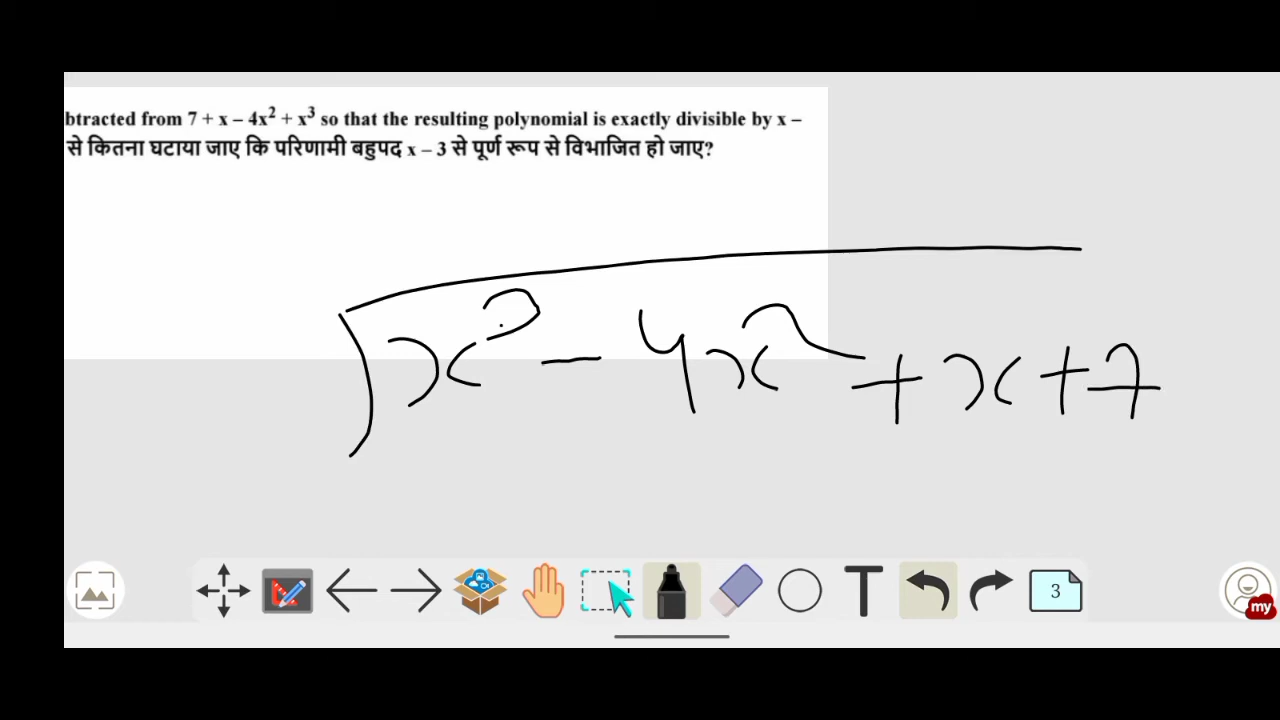 btracted from 7 + x – 4x² + x³ so that the resulting polynomial is exactly divisible by x –
से कितना घटाया जाए कि परिणामी बहुपद x – 3 से पूर्ण रूप से विभाजित हो जाए?
x³ – 4x² + x + 7
T
3
my